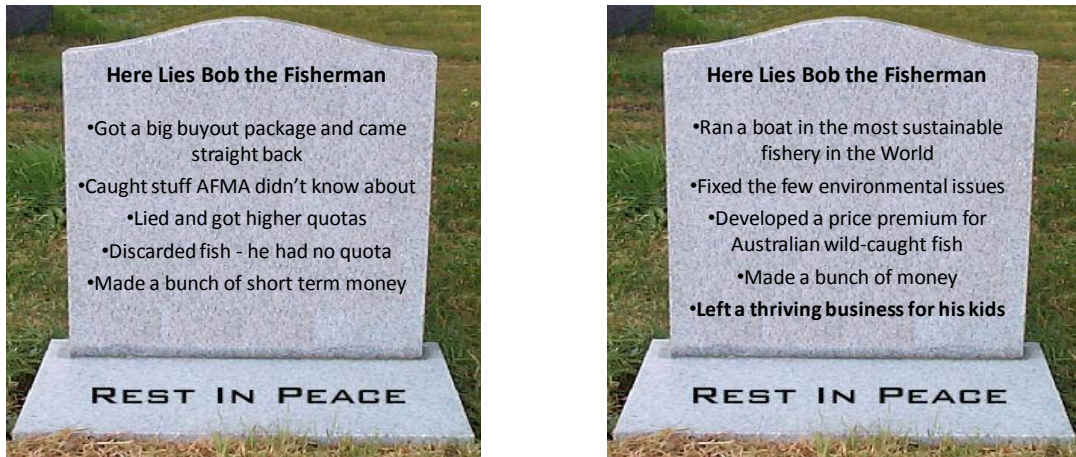 Here Lies Bob the Fisherman
•Got a big buyout package and came
straight back
•Caught stuff AFMA didn’t know about
•Lied and got higher quotas
•Discarded fish - he had no quota
•Made a bunch of short term money
REST IN PEACE
Here Lies Bob the Fisherman
•Ran a boat in the most sustainable
fishery in the World
•Fixed the few environmental issues
•Developed a price premium for
Australian wild-caught fish
•Made a bunch of money
•Left a thriving business for his kids
REST IN PEACE